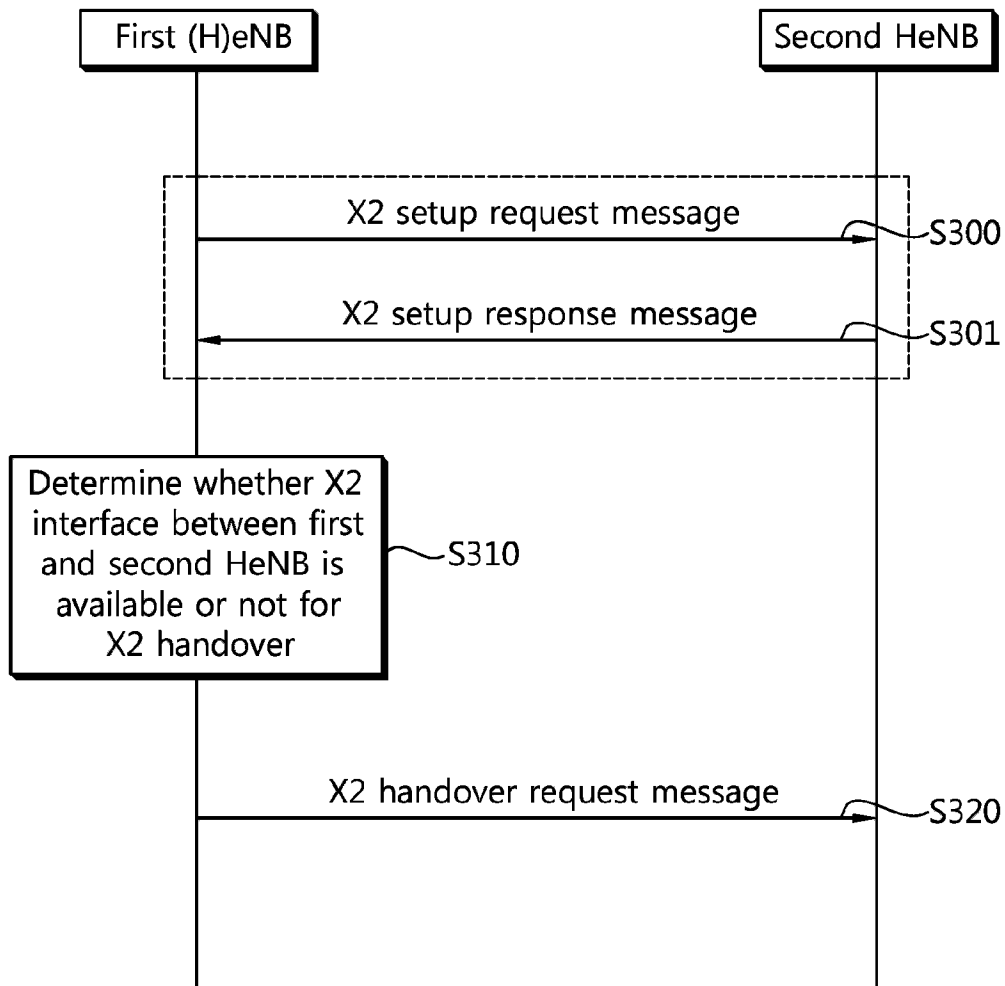 First (H)eNB
Second HeNB
X2 setup request message
S300
X2 setup response message
S301
Determine whether X2
interface between first
and second HeNB is
available or not for
X2 handover
S310
X2 handover request message
S320